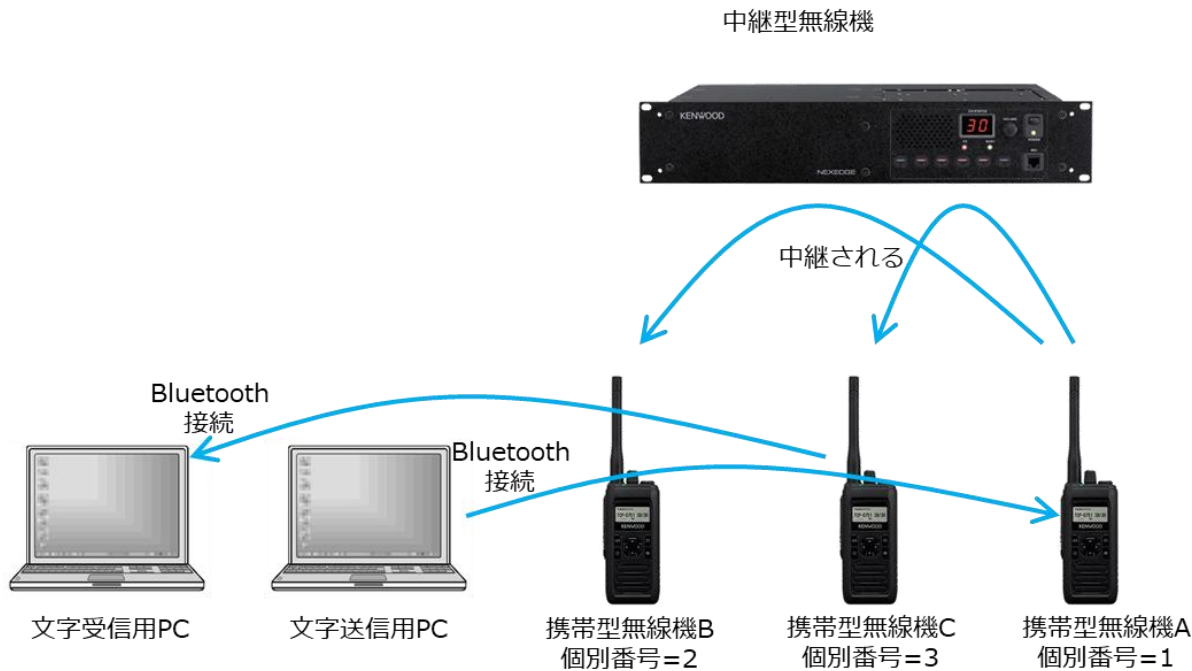 中継型無線機
KENWOOD
30
NEXEDGE
中継される
Bluetooth
接続
Bluetooth
接続
KENWOOD
KENWOOD
KENWOOD
文字受信用PC
文字送信用PC
携帯型無線機B
個別番号=2
携帯型無線機C
個別番号=3
携帯型無線機A
個別番号=1